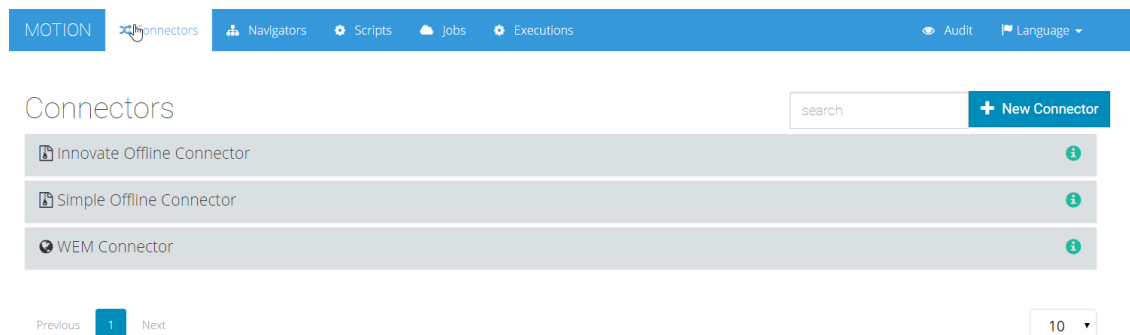 MOTION Connectors Navigators Scripts Jobs Executions Audit Language
Connectors search New Connector
Innovate Offline Connector
Simple Offline Connector
WEM Connector
Previous 1 Next 10